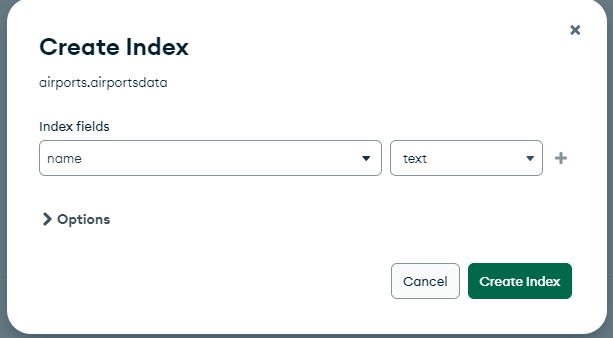 Create Index
airports.airportsdata
Index fields
name text
Options
Cancel Create Index